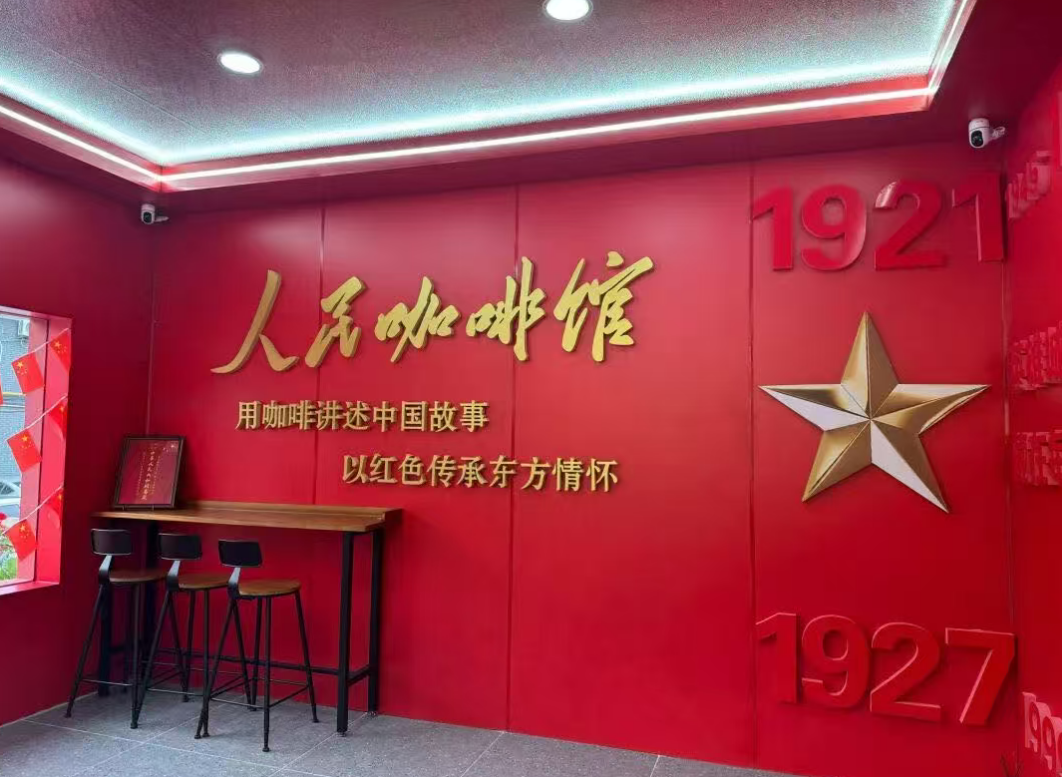 人民咖啡馆
用咖啡讲述中国故事
以红色传承东方情怀
1921
1927